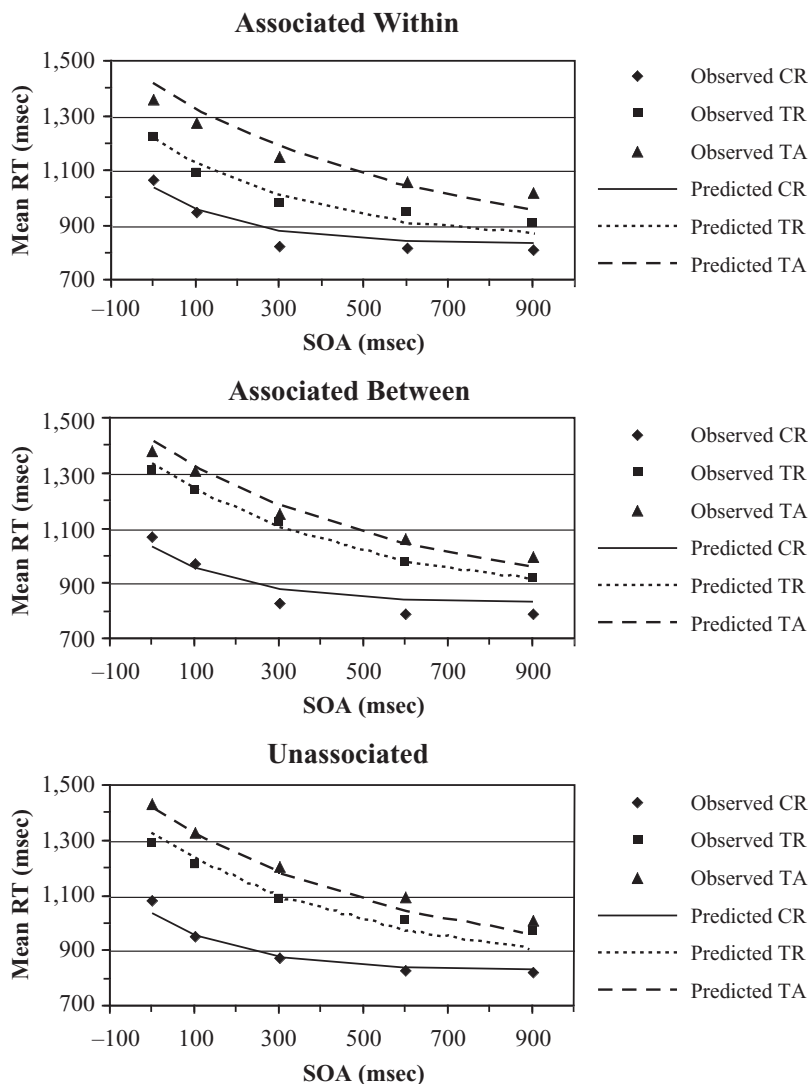 Associated Within
Mean RT (msec)
1,500
1,300
1,100
900
700
–100 100 300 500 700 900
SOA (msec)
Observed CR
Observed TR
Observed TA
Predicted CR
Predicted TR
Predicted TA
Associated Between
Mean RT (msec)
1,500
1,300
1,100
900
700
–100 100 300 500 700 900
SOA (msec)
Observed CR
Observed TR
Observed TA
Predicted CR
Predicted TR
Predicted TA
Unassociated
Mean RT (msec)
1,500
1,300
1,100
900
700
–100 100 300 500 700 900
SOA (msec)
Observed CR
Observed TR
Observed TA
Predicted CR
Predicted TR
Predicted TA